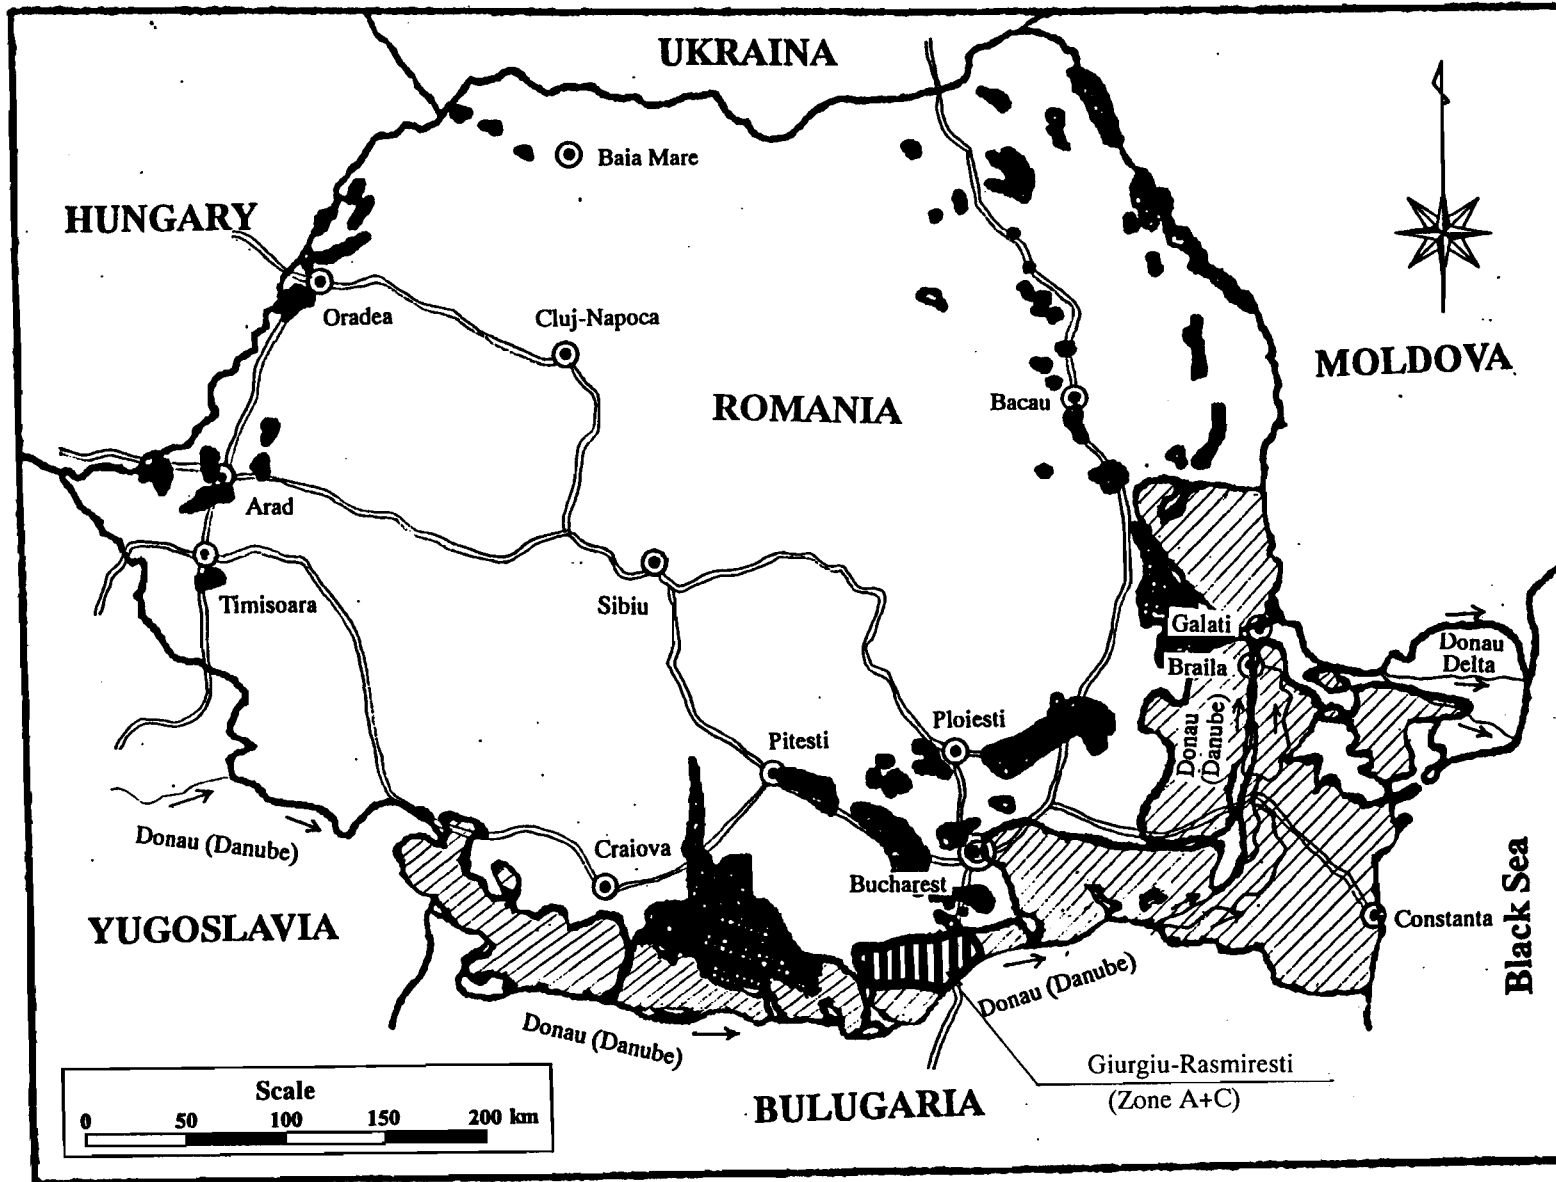 UKRAINA
Baia Mare
HUNGARY
Oradea
Cluj-Napoca
MOLDOVA
ROMANIA
Bacau
Arad
Timisoara
Sibiu
Galati
Donau
Delta
Braila
Ploiesti
Donau
(Danube)
Pitesti
Donau (Danube)
Craiova
Bucharest
Constanta
YUGOSLAVIA
Black Sea
Donau (Danube)
Donau (Danube)
Giurgiu-Rasmiresti
(Zone A+C)
BULUGARIA
Scale
0 50 100 150 200 km